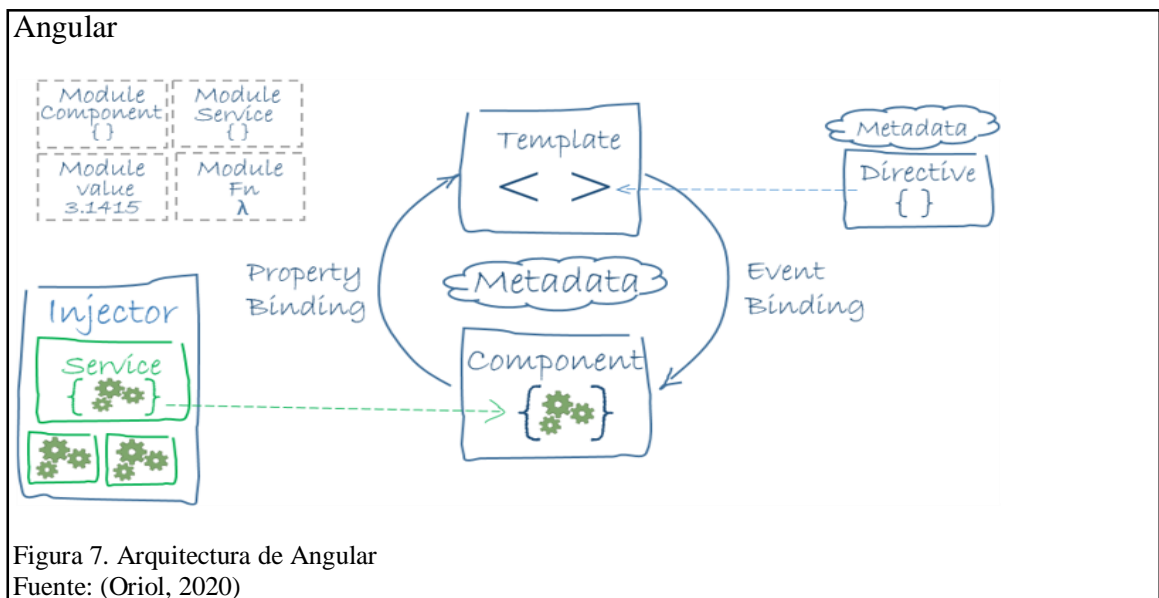 Angular
Module
Component
{ }
Module
Service
{ }
Module
value
3.1415
Module
Fn
λ
Template
< >
Metadata
Directive
{ }
Property
Binding
Metadata
Event
Binding
Injector
Service
{ }
Component
{ }
Figura 7. Arquitectura de Angular
Fuente: (Oriol, 2020)